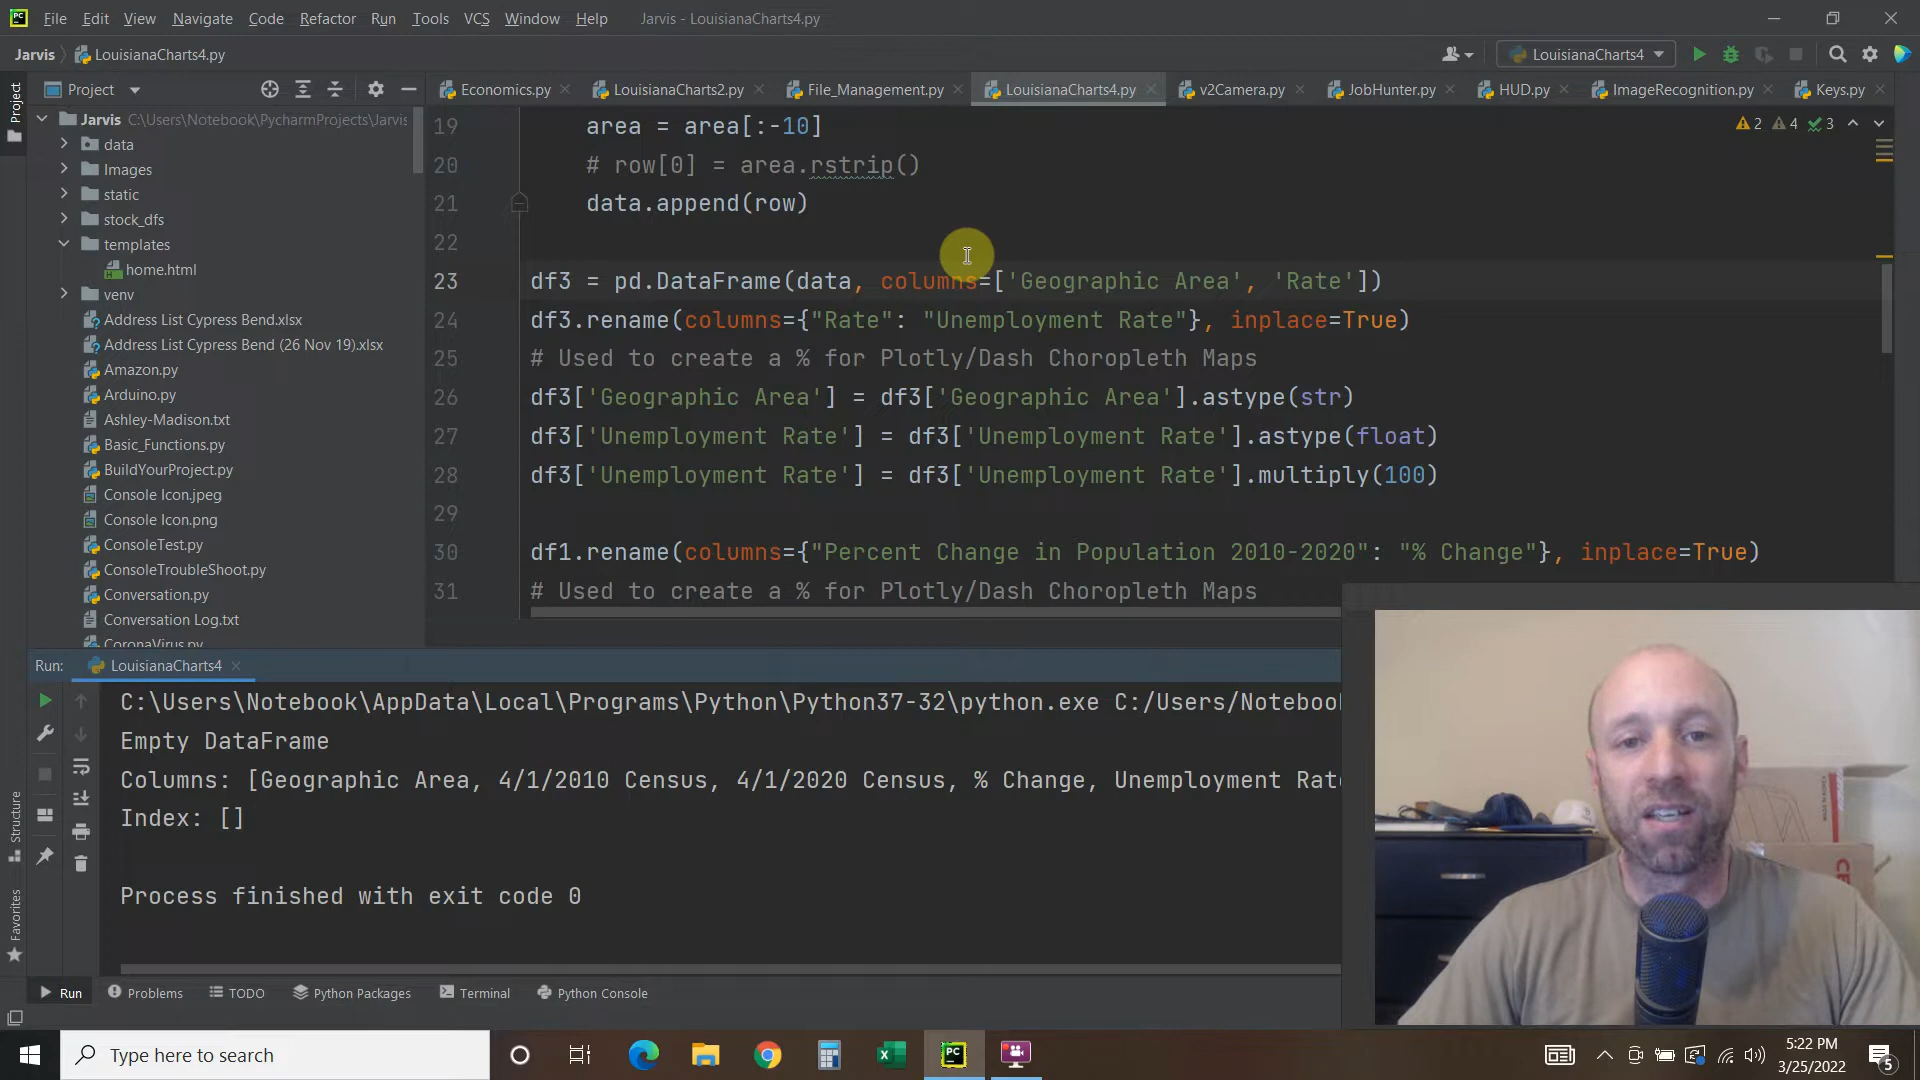 File Edit View Navigate Code Refactor Run Tools VCS Window Help Jarvis - LouisianaCharts4.py
Jarvis LouisianaCharts4.py LouisianaCharts4
Project Economics.py LouisianaCharts2.py File_Management.py LouisianaCharts4.py v2Camera.py JobHunter.py HUD.py ImageRecognition.py Keys.py
Project
Jarvis C:\Users\Notebook\PycharmProjects\Jarvis
data
Images
static
stock_dfs
templates
home.html
venv
Address List Cypress Bend.xlsx
Address List Cypress Bend (26 Nov 19).xlsx
Amazon.py
Arduino.py
Ashley-Madison.txt
Basic_Functions.py
BuildYourProject.py
Console Icon.jpeg
Console Icon.png
ConsoleTest.py
ConsoleTroubleShoot.py
Conversation.py
Conversation Log.txt
CoronaVirus.py
2 4 3
19 area = area[:-10]
20 # row[0] = area.rstrip()
21 data.append(row)
22
23 df3 = pd.DataFrame(data, columns=['Geographic Area', 'Rate'])
24 df3.rename(columns={"Rate": "Unemployment Rate"}, inplace=True)
25 # Used to create a % for Plotly/Dash Choropleth Maps
26 df3['Geographic Area'] = df3['Geographic Area'].astype(str)
27 df3['Unemployment Rate'] = df3['Unemployment Rate'].astype(float)
28 df3['Unemployment Rate'] = df3['Unemployment Rate'].multiply(100)
29
30 df1.rename(columns={"Percent Change in Population 2010-2020": "% Change"}, inplace=True)
31 # Used to create a % for Plotly/Dash Choropleth Maps
Run: LouisianaCharts4
C:\Users\Notebook\AppData\Local\Programs\Python\Python37-32\python.exe C:/Users/Noteboo
Empty DataFrame
Columns: [Geographic Area, 4/1/2010 Census, 4/1/2020 Census, % Change, Unemployment Rat
Index: []
Process finished with exit code 0
Structure
Favorites
Run Problems TODO Python Packages Terminal Python Console
Type here to search
5:22 PM
3/25/2022
5